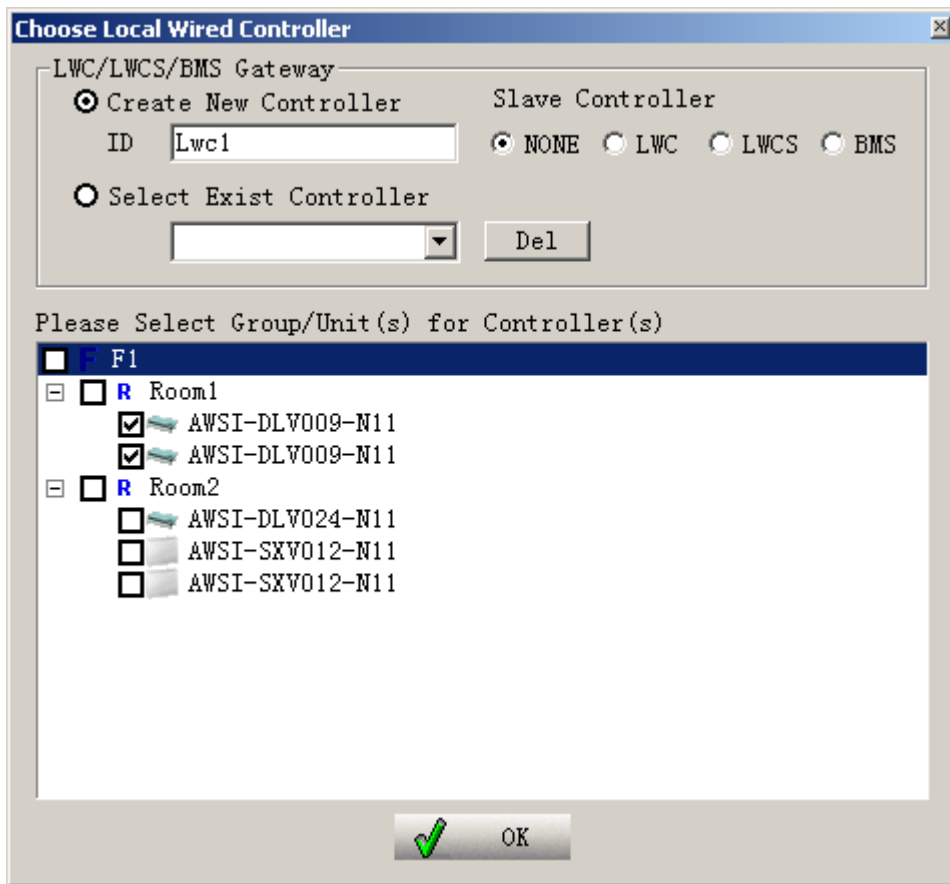 Choose Local Wired Controller
LWC/LWCS/BMS Gateway
Create New Controller Slave Controller
ID Lwc1 NONE LWC LWCS BMS
Select Exist Controller
Del
Please Select Group/Unit(s) for Controller(s)
F F1
R Room1
AWSI-DLV009-N11
AWSI-DLV009-N11
R Room2
AWSI-DLV024-N11
AWSI-SXV012-N11
AWSI-SXV012-N11
OK